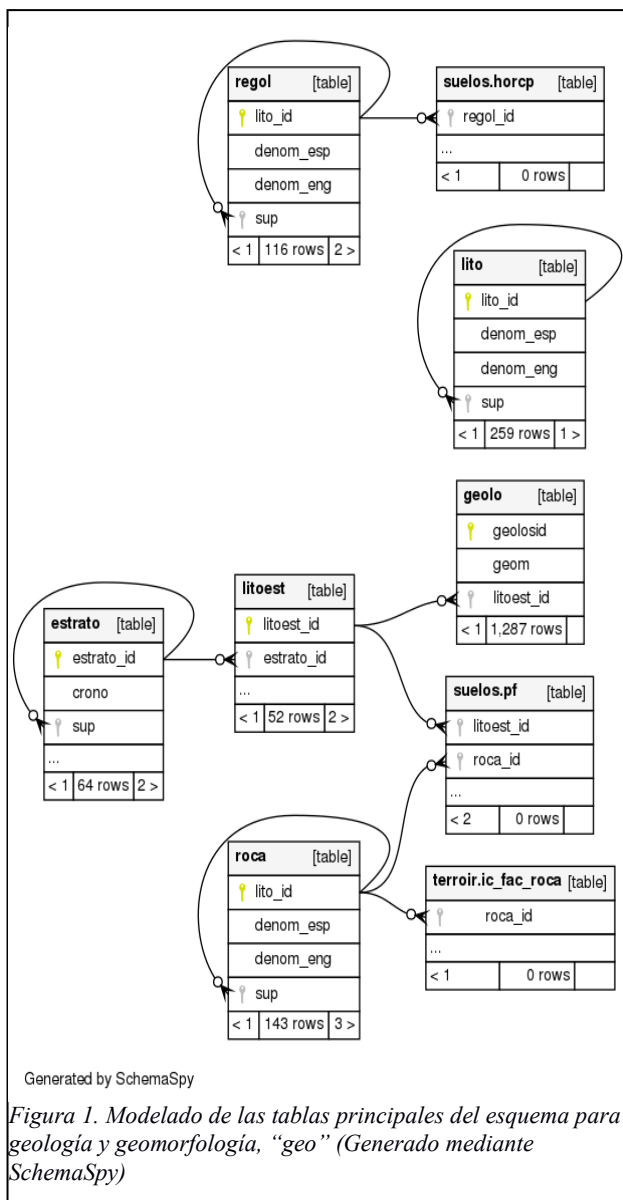 regol [table]
lito_id
denom_esp
denom_eng
sup
< 1 116 rows 2 >
suelos.horcp [table]
regol_id
...
< 1 0 rows
lito [table]
lito_id
denom_esp
denom_eng
sup
< 1 259 rows 1 >
geolo [table]
geolosid
geom
litoest_id
< 1 1,287 rows
litoest [table]
litoest_id
estrato_id
...
< 1 52 rows 2 >
estrato [table]
estrato_id
crono
sup
...
< 1 64 rows 2 >
suelos.pf [table]
litoest_id
roca_id
...
< 2 0 rows
roca [table]
lito_id
denom_esp
denom_eng
sup
< 1 143 rows 3 >
terroir.ic_fac_roca [table]
roca_id
...
< 1 0 rows
Generated by SchemaSpy
Figura 1. Modelado de las tablas principales del esquema para
geología y geomorfología, “geo” (Generado mediante
SchemaSpy)